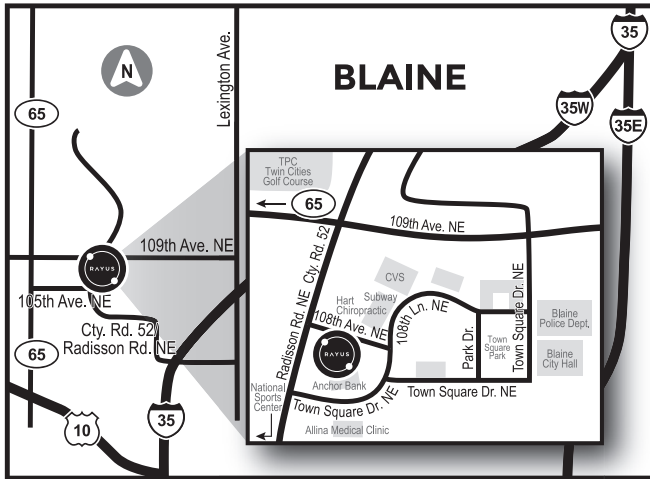 35
N
BLAINE
Lexington Ave.
65
35W
35E
TPC
Twin Cities
Golf Course
65
109th Ave. NE
Cty. Rd. 52
Radisson Rd. NE
109th Ave. NE
RAYUS
105th Ave. NE
Cty. Rd. 52/
Radisson Rd. NE
CVS
Subway
Hart
Chiropractic
108th Ave. NE
108th Ln. NE
RAYUS
Park Dr.
Town
Square
Park
Town Square Dr. NE
Blaine
Police Dept.
Blaine
City Hall
65
National
Sports
Center
Anchor Bank
Town Square Dr. NE
Town Square Dr. NE
Allina Medical Clinic
10
35